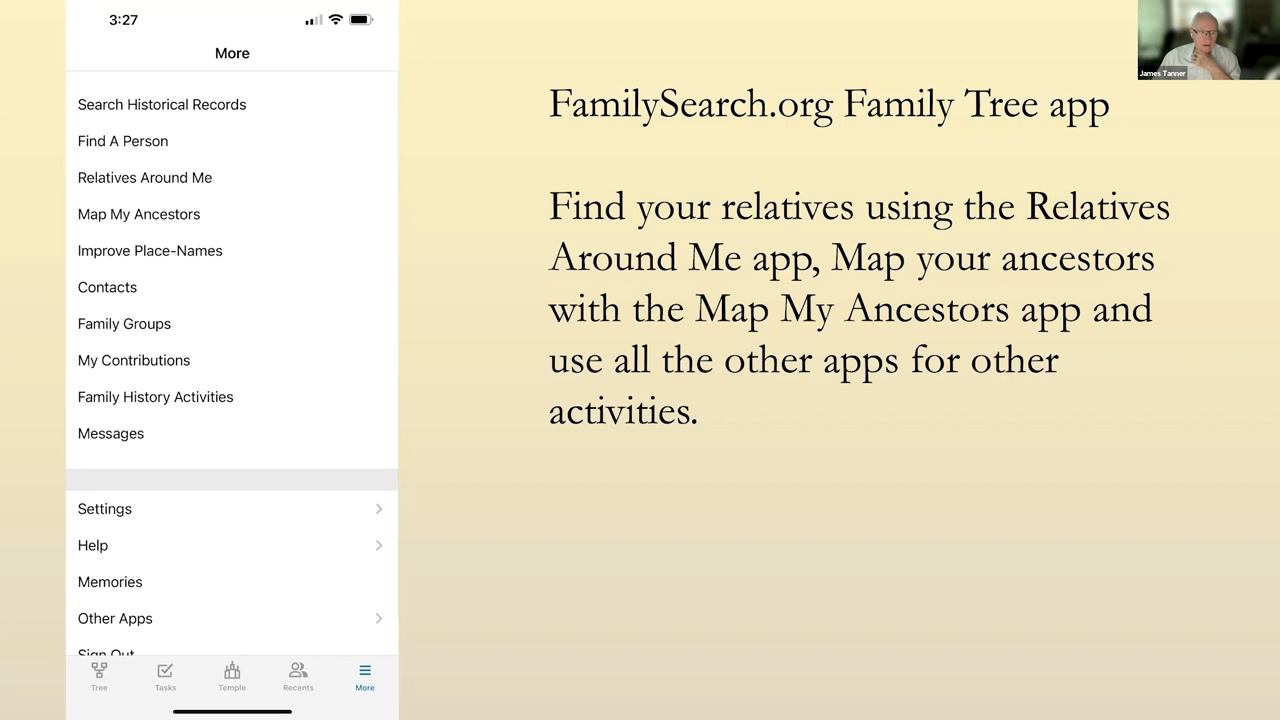 3:27
More
Search Historical Records
Find A Person
Relatives Around Me
Map My Ancestors
Improve Place-Names
Contacts
Family Groups
My Contributions
Family History Activities
Messages
Settings
Help
Memories
Other Apps
Sign Out
Tree
Tasks
Temple
Recents
More
FamilySearch.org Family Tree app
Find your relatives using the Relatives
Around Me app, Map your ancestors
with the Map My Ancestors app and
use all the other apps for other
activities.
James Tanner